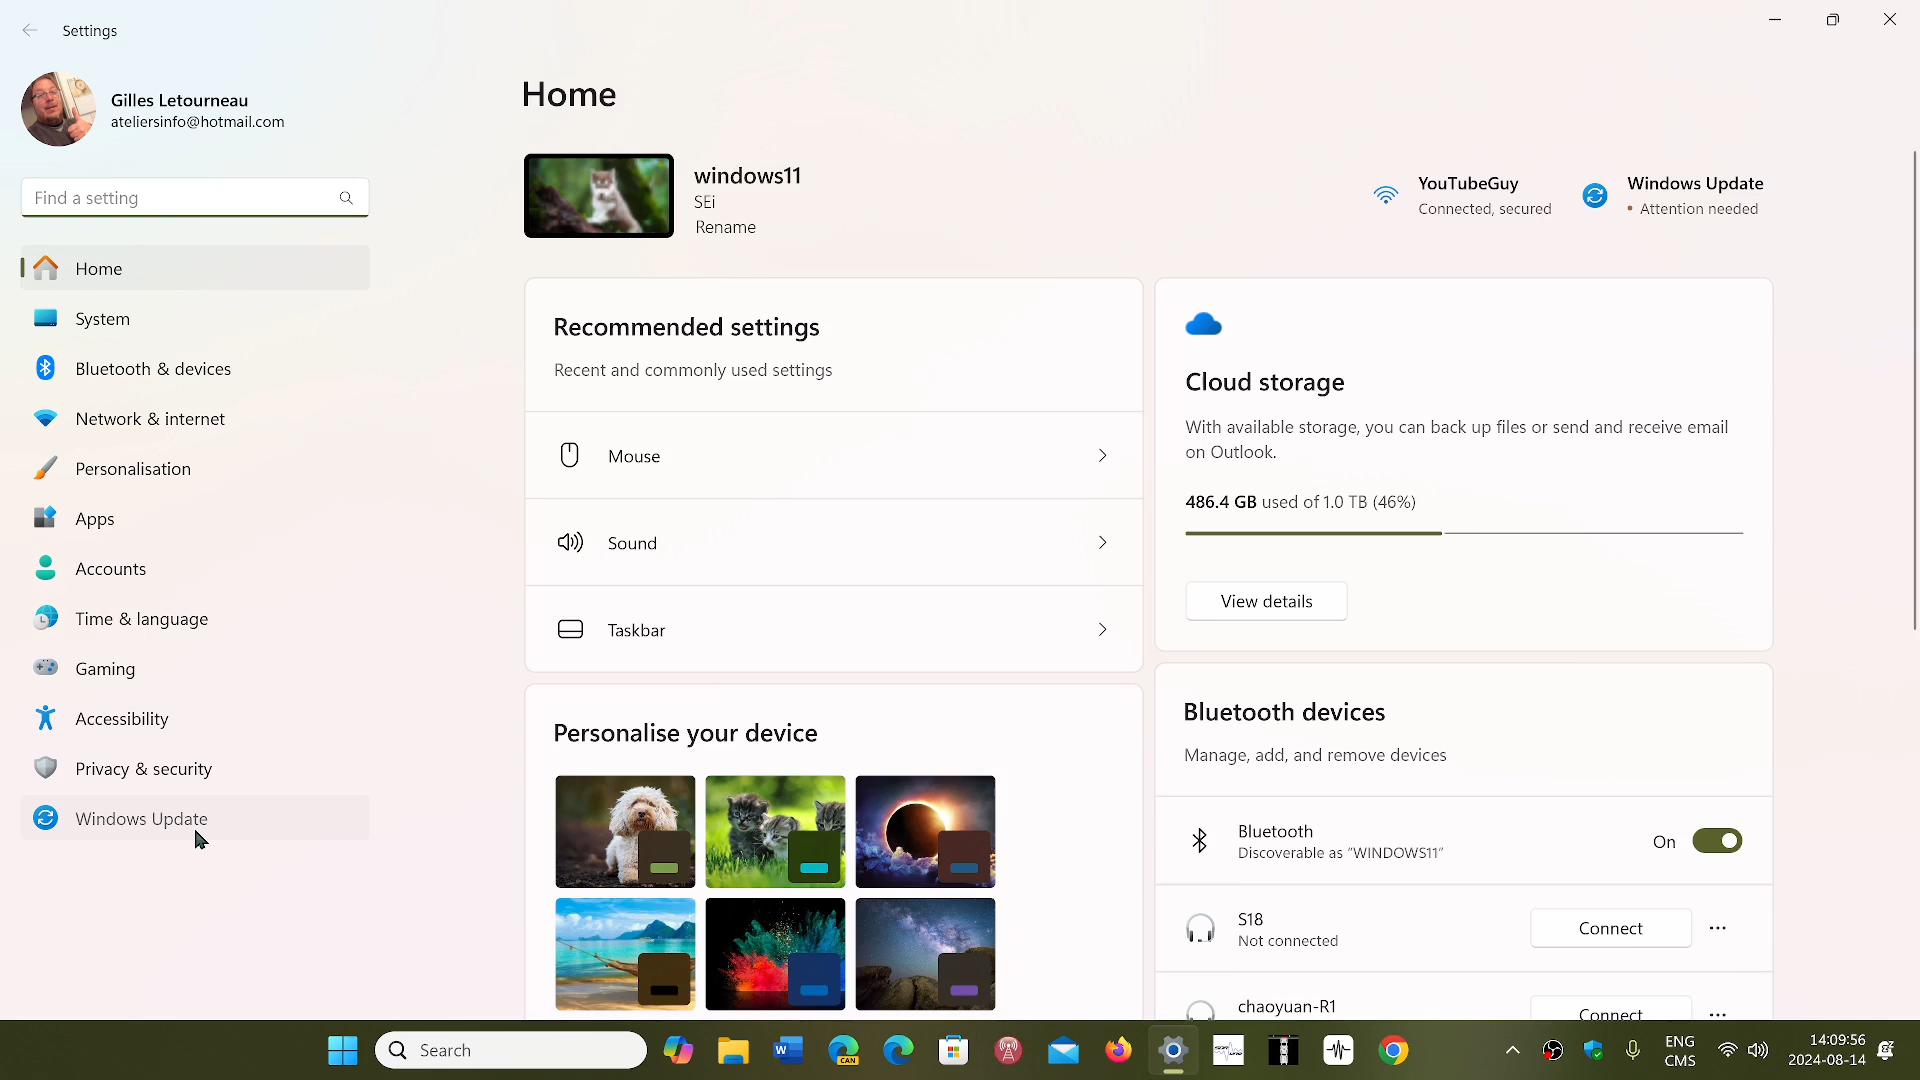 Settings
Gilles Letourneau
ateliersinfo@hotmail.com
Find a setting
Home
System
Bluetooth & devices
Network & internet
Personalisation
Apps
Accounts
Time & language
Gaming
Accessibility
Privacy & security
Windows Update
Home
windows11
SEi
Rename
YouTubeGuy
Connected, secured
Windows Update
Attention needed
Recommended settings
Recent and commonly used settings
Mouse
Sound
Taskbar
Personalise your device
Cloud storage
With available storage, you can back up files or send and receive email
on Outlook.
486.4 GB used of 1.0 TB (46%)
View details
Bluetooth devices
Manage, add, and remove devices
Bluetooth
Discoverable as "WINDOWS11"
On
S18
Not connected
Connect
chaoyuan-R1
Connect
Search
W
CAN
ENG
CMS
14:09:56
2024-08-14